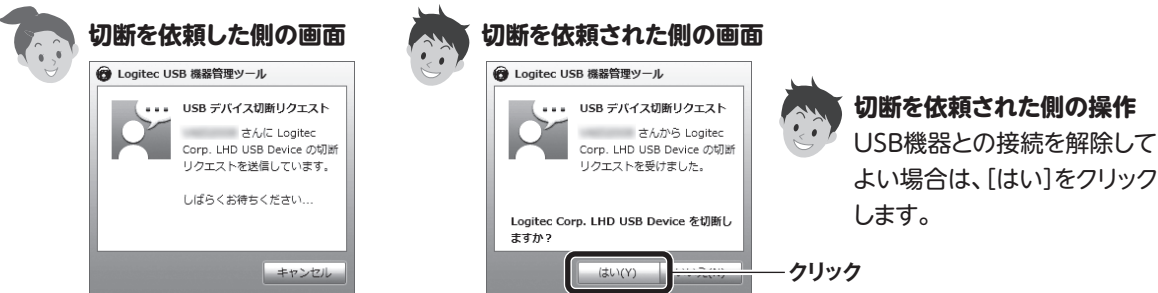 切断を依頼した側の画面
Logitec USB 機器管理ツール
USB デバイス切断リクエスト
さんに Logitec
Corp. LHD USB Device の切断
リクエストを送信しています。
しばらくお待ちください...
キャンセル
切断を依頼された側の画面
Logitec USB 機器管理ツール
USB デバイス切断リクエスト
さんから Logitec
Corp. LHD USB Device の切断
リクエストを受けました。
Logitec Corp. LHD USB Device を切断し
ますか?
はい(Y)
クリック
切断を依頼された側の操作
USB機器との接続を解除して
よい場合は、[はい]をクリック
します。